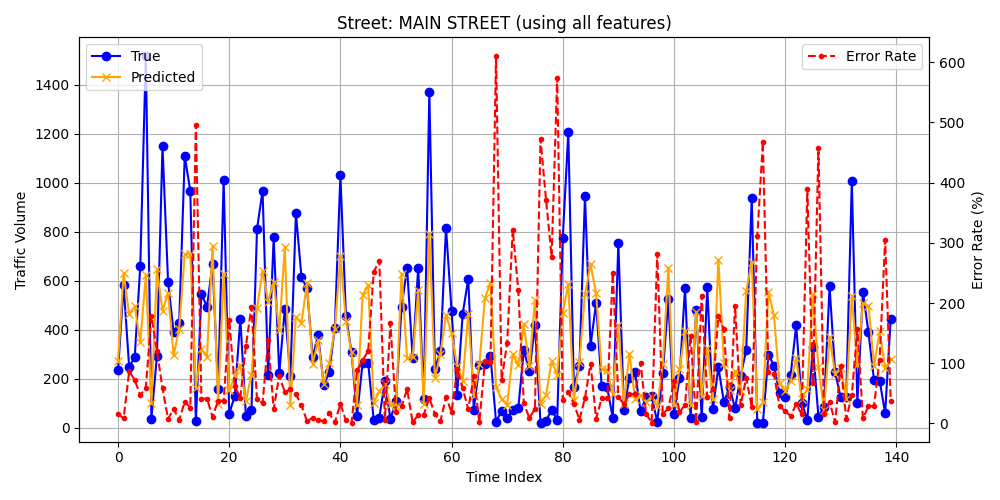 Street: MAIN STREET (using all features)
True
Predicted
Error Rate
Traffic Volume
1400
1200
1000
800
600
400
200
0
600
500
400
300
200
100
0
Error Rate (%)
0 20 40 60 80 100 120 140
Time Index